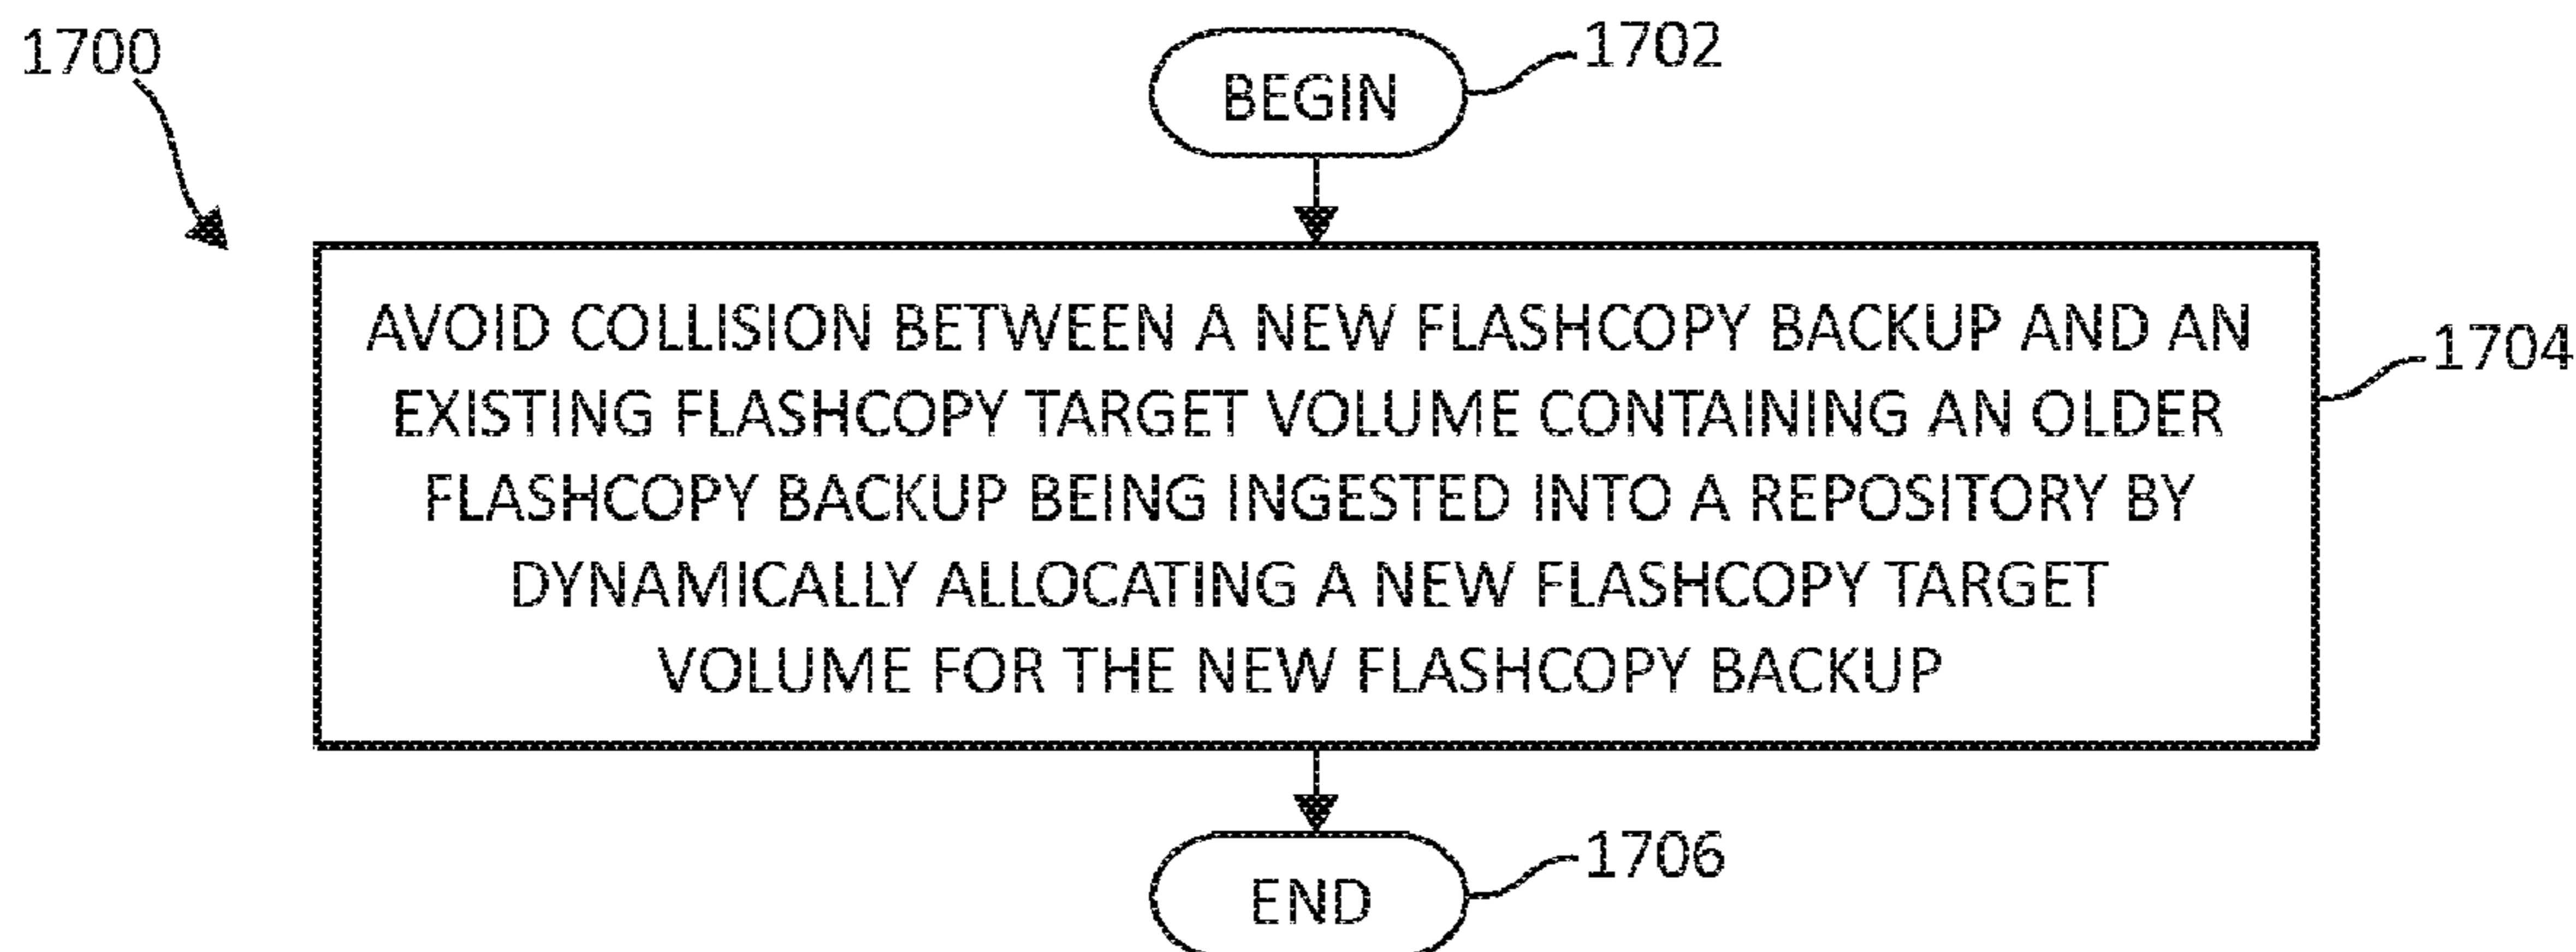 1700
1702
BEGIN
AVOID COLLISION BETWEEN A NEW FLASHCOPY BACKUP AND AN
EXISTING FLASHCOPY TARGET VOLUME CONTAINING AN OLDER
FLASHCOPY BACKUP BEING INGESTED INTO A REPOSITORY BY
DYNAMICALLY ALLOCATING A NEW FLASHCOPY TARGET
VOLUME FOR THE NEW FLASHCOPY BACKUP
1704
1706
END